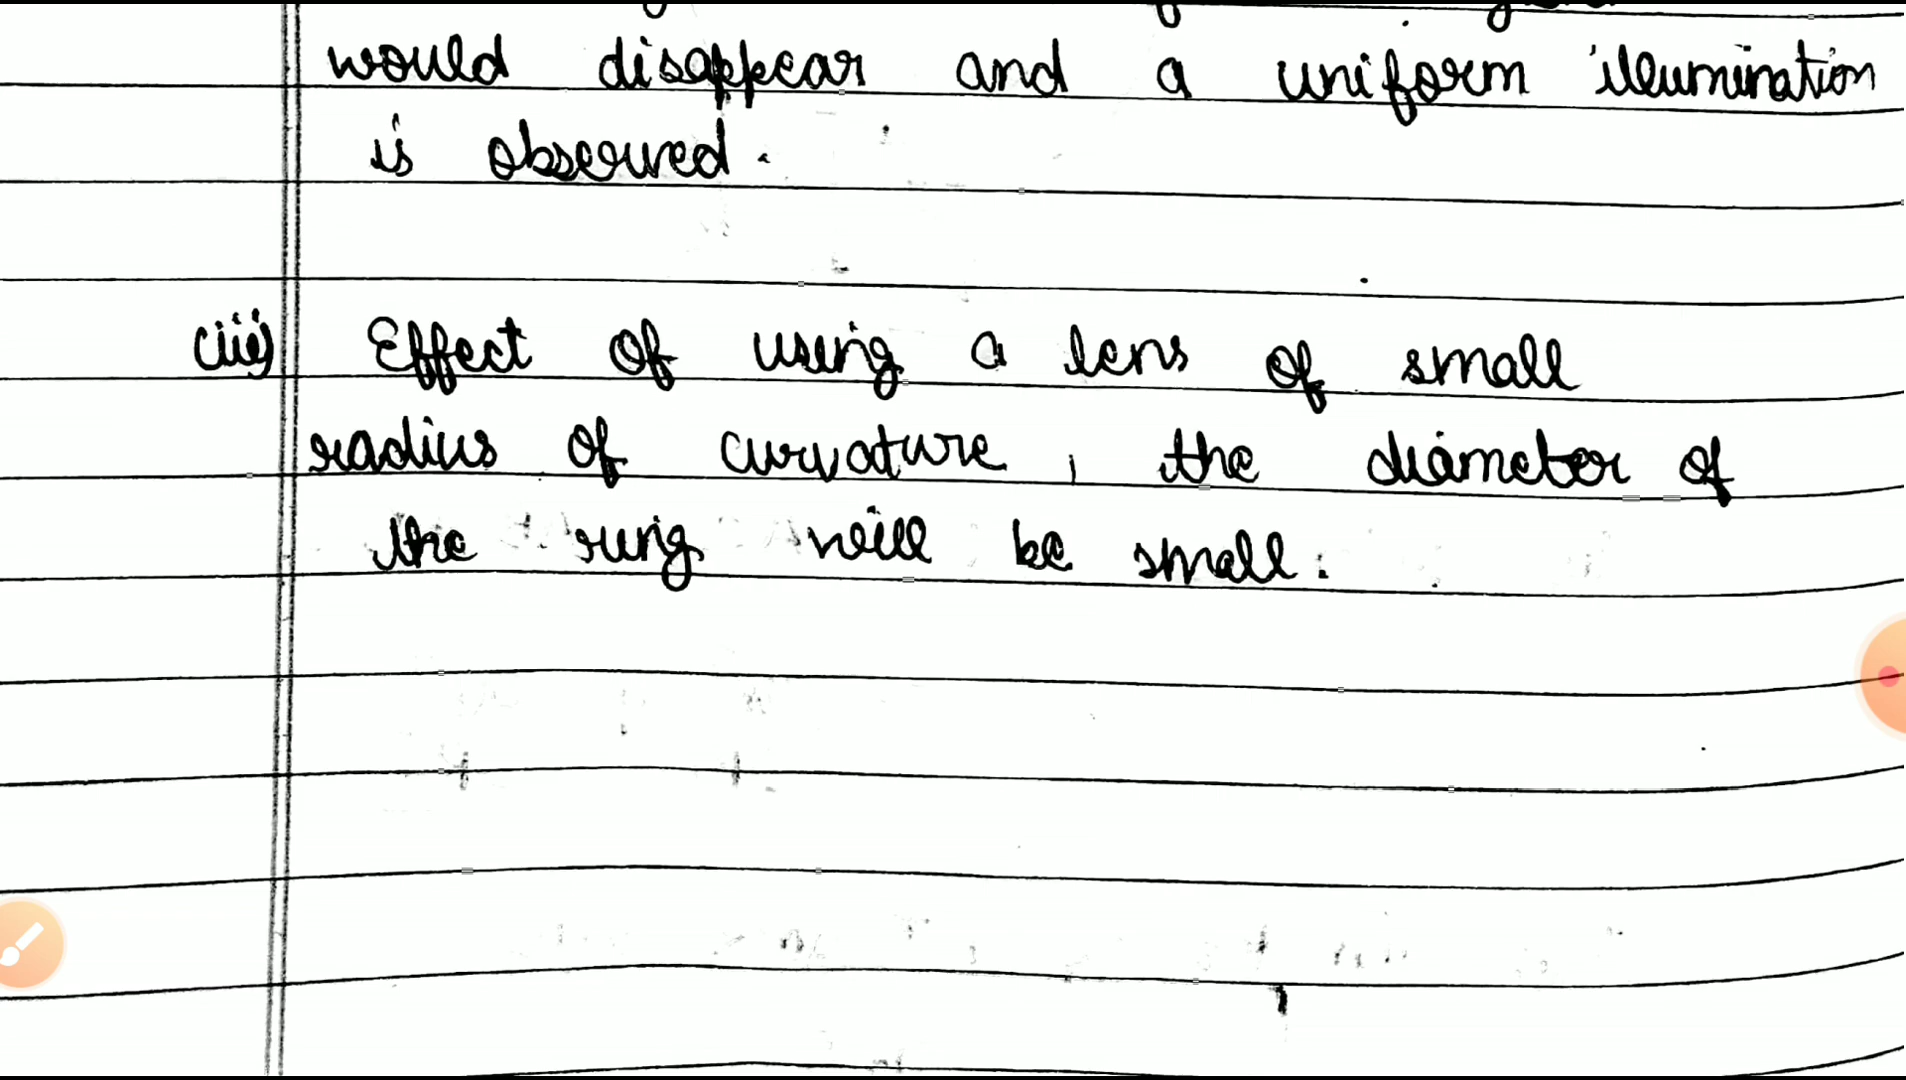 would disappear and a uniform illumination
is observed.
(iii) Effect of using a lens of small
radius of curvature, the diameter of
the ring will be small.